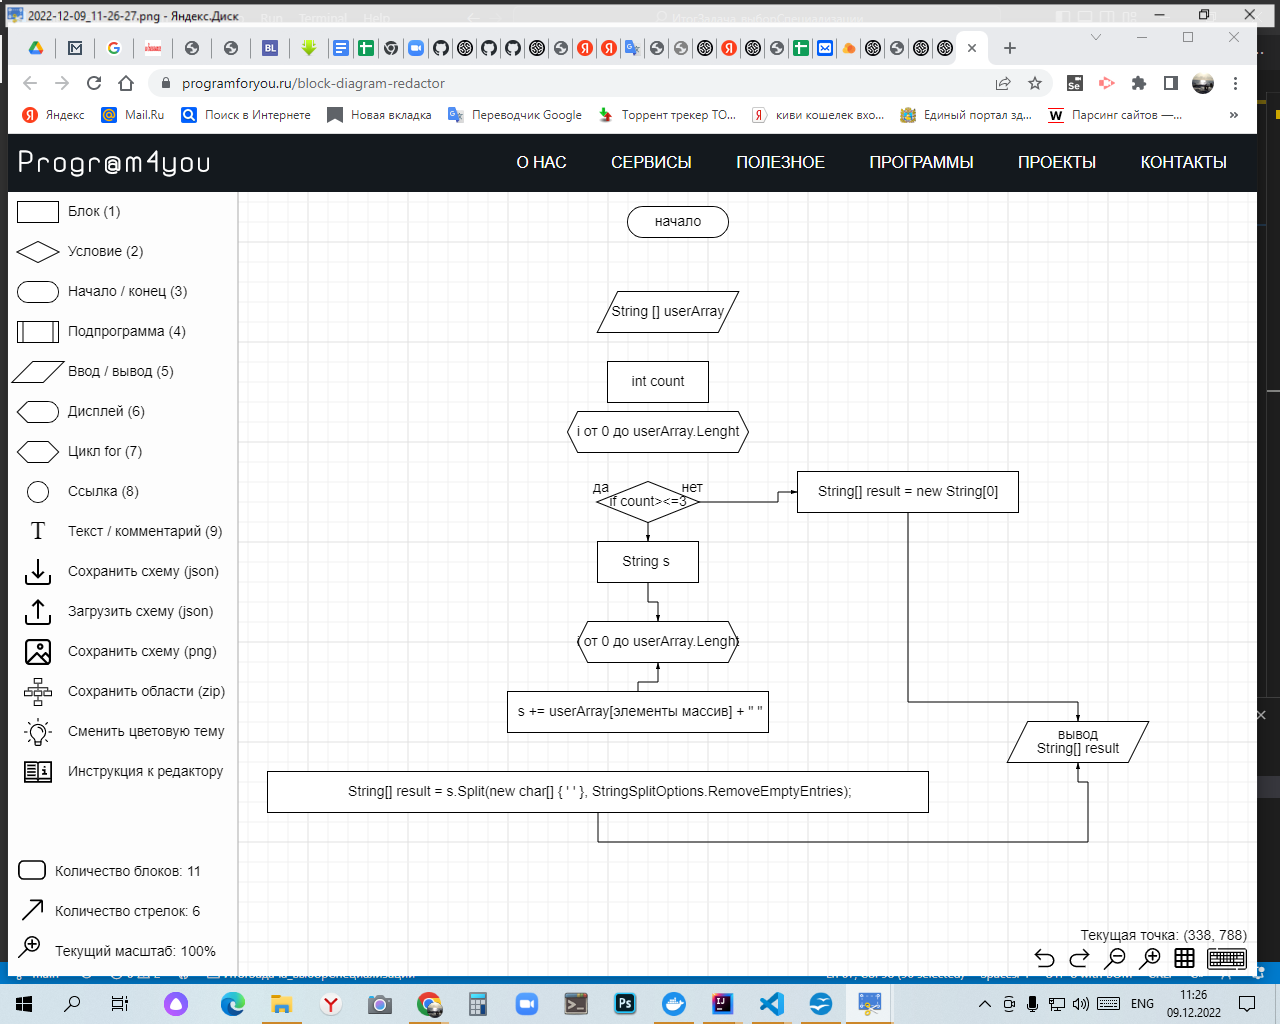 2022-12-09_11-26-27.png - Яндекс.Диск
programforyou.ru/block-diagram-redactor
Яндекс
Mail.Ru
Поиск в Интернете
Новая вкладка
Переводчик Google
Торрент трекер ТО...
киви кошелек вхо...
Единый портал зд...
Парсинг сайтов —...
»
Progr@m4you
О НАС
СЕРВИСЫ
ПОЛЕЗНОЕ
ПРОГРАММЫ
ПРОЕКТЫ
КОНТАКТЫ
Блок (1)
Условие (2)
Начало / конец (3)
Подпрограмма (4)
Ввод / вывод (5)
Дисплей (6)
Цикл for (7)
Ссылка (8)
Текст / комментарий (9)
Сохранить схему (json)
Загрузить схему (json)
Сохранить схему (png)
Сохранить области (zip)
Сменить цветовую тему
Инструкция к редактору
Количество блоков: 11
Количество стрелок: 6
Текущий масштаб: 100%
начало
String [] userArray
int count
i от 0 до userArray.Lenght
да
нет
if count><=3
String[] result = new String[0]
String s
i от 0 до userArray.Lenght
s += userArray[элементы массив] + " "
вывод
String[] result
String[] result = s.Split(new char[] { ' ' }, StringSplitOptions.RemoveEmptyEntries);
Текущая точка: (338, 788)
ENG
11:26
09.12.2022